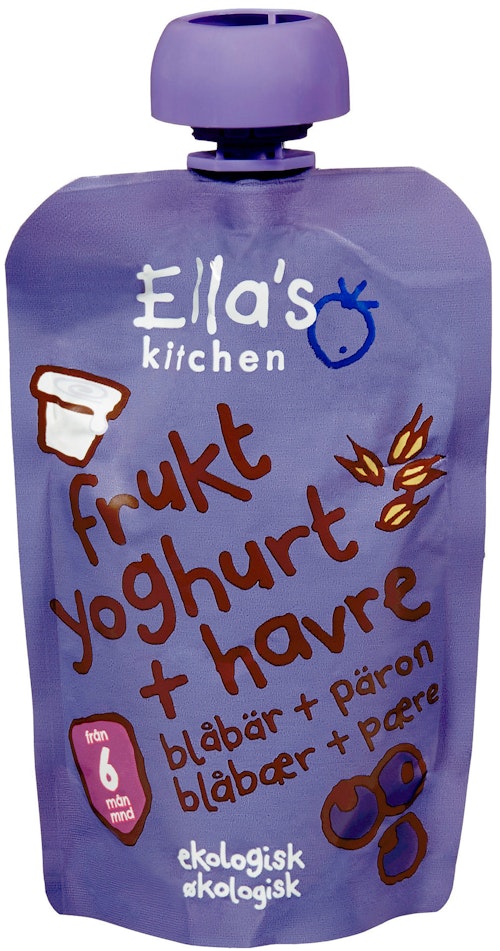 Ella's
kitchen
frukt
yoghurt
+ havre
blåbär + päron
blåbær + pære
från
6
mån
mnd
ekologisk
økologisk